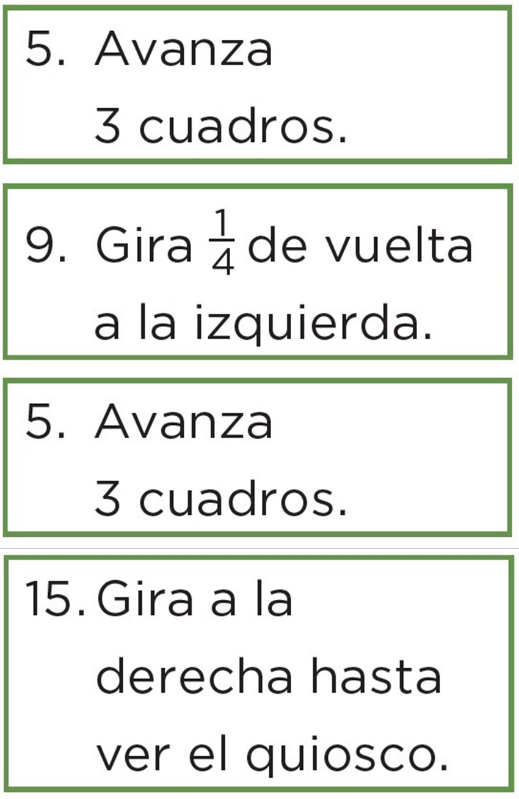 5. Avanza
3 cuadros.
9. Gira 1/4 de vuelta
a la izquierda.
5. Avanza
3 cuadros.
15. Gira a la
derecha hasta
ver el quiosco.